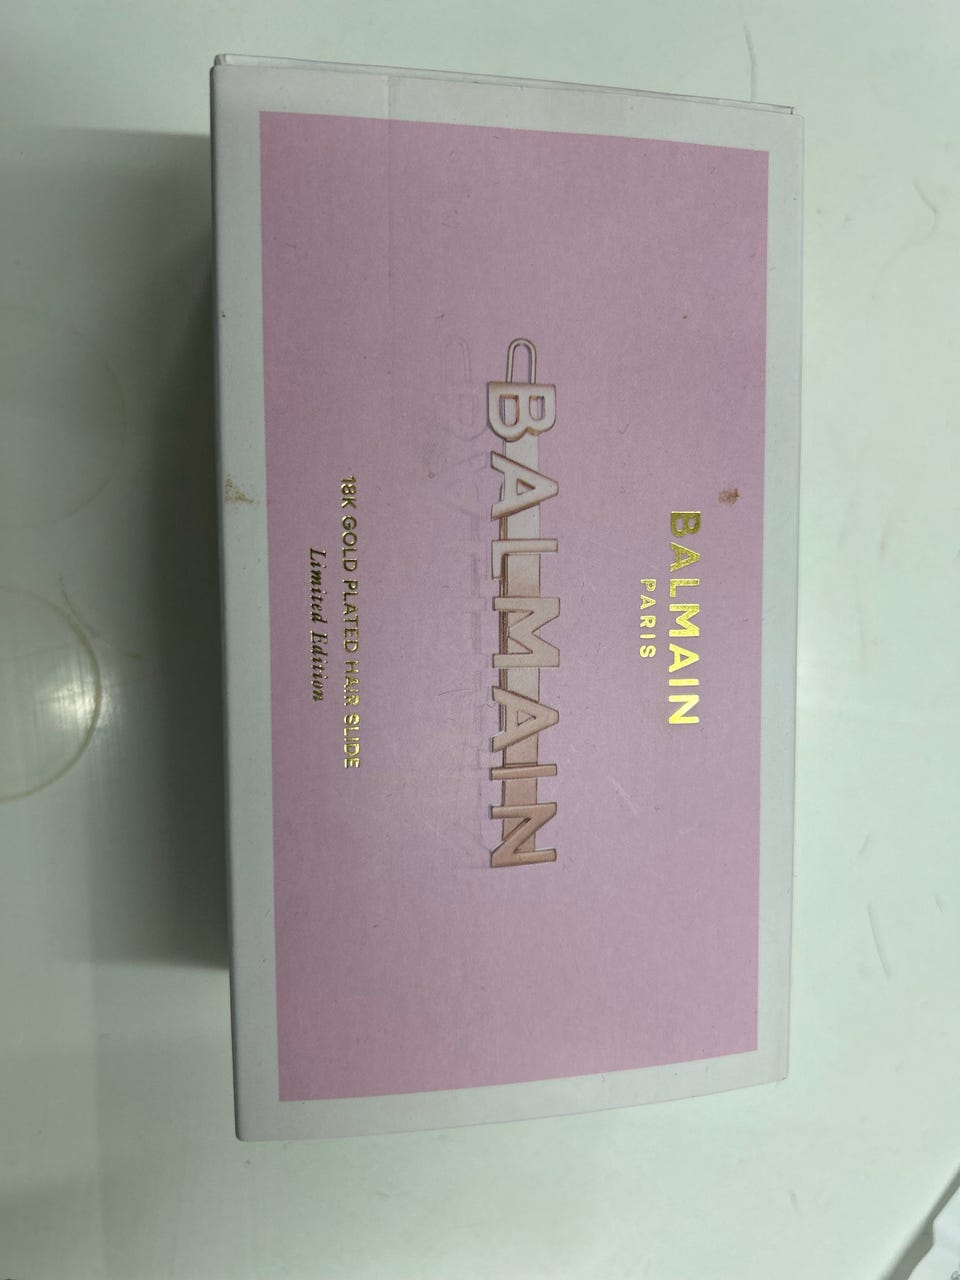 BALMAIN
PARIS
BALMAIN
18K GOLD PLATED HAIR SLIDE
Limited Edition